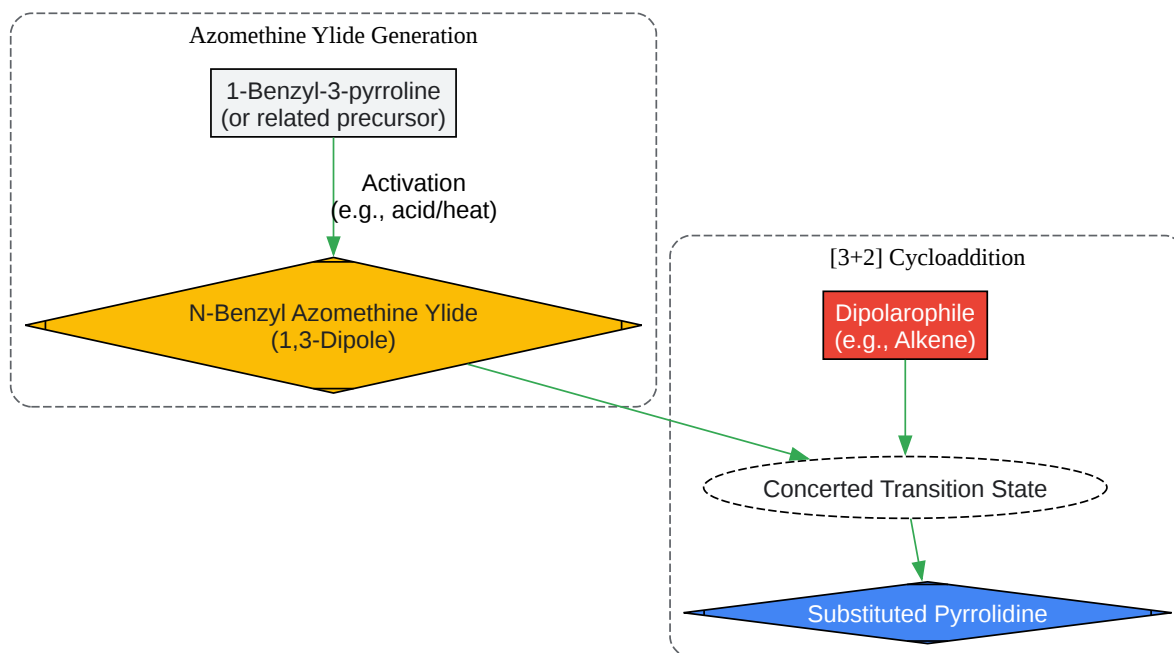 Azomethine Ylide Generation
1-Benzyl-3-pyrroline
(or related precursor)
Activation
(e.g., acid/heat)
N-Benzyl Azomethine Ylide
(1,3-Dipole)
[3+2] Cycloaddition
Dipolarophile
(e.g., Alkene)
Concerted Transition State
Substituted Pyrrolidine